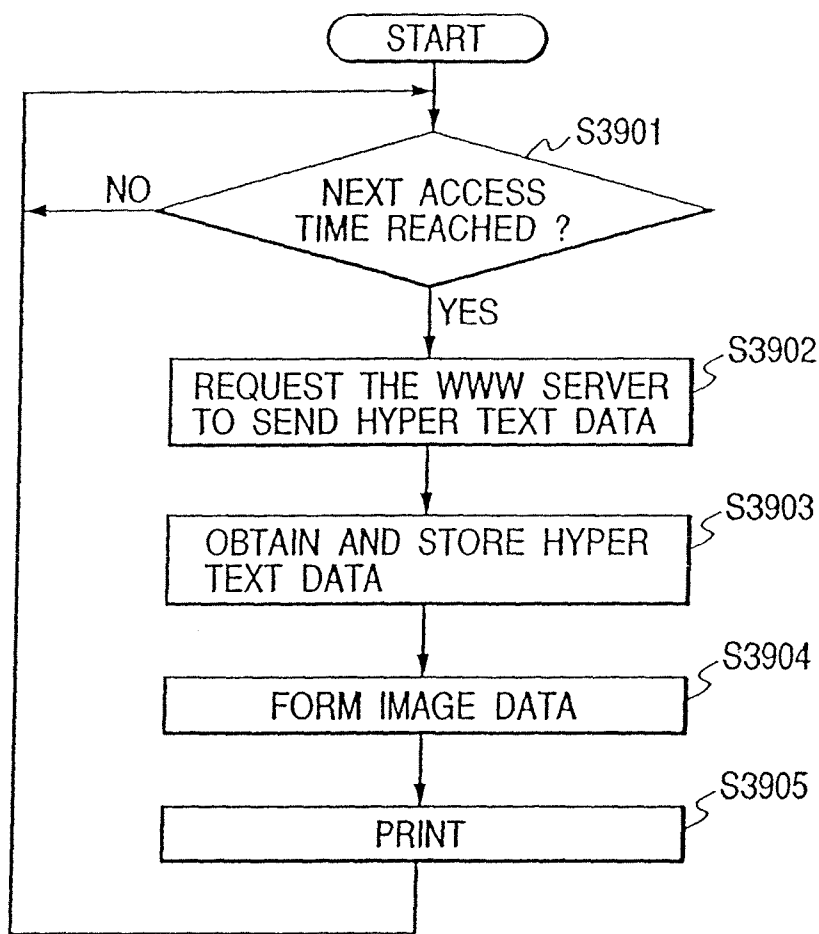 START
S3901
NEXT ACCESS
TIME REACHED ?
NO
YES
S3902
REQUEST THE WWW SERVER
TO SEND HYPER TEXT DATA
S3903
OBTAIN AND STORE HYPER
TEXT DATA
S3904
FORM IMAGE DATA
S3905
PRINT